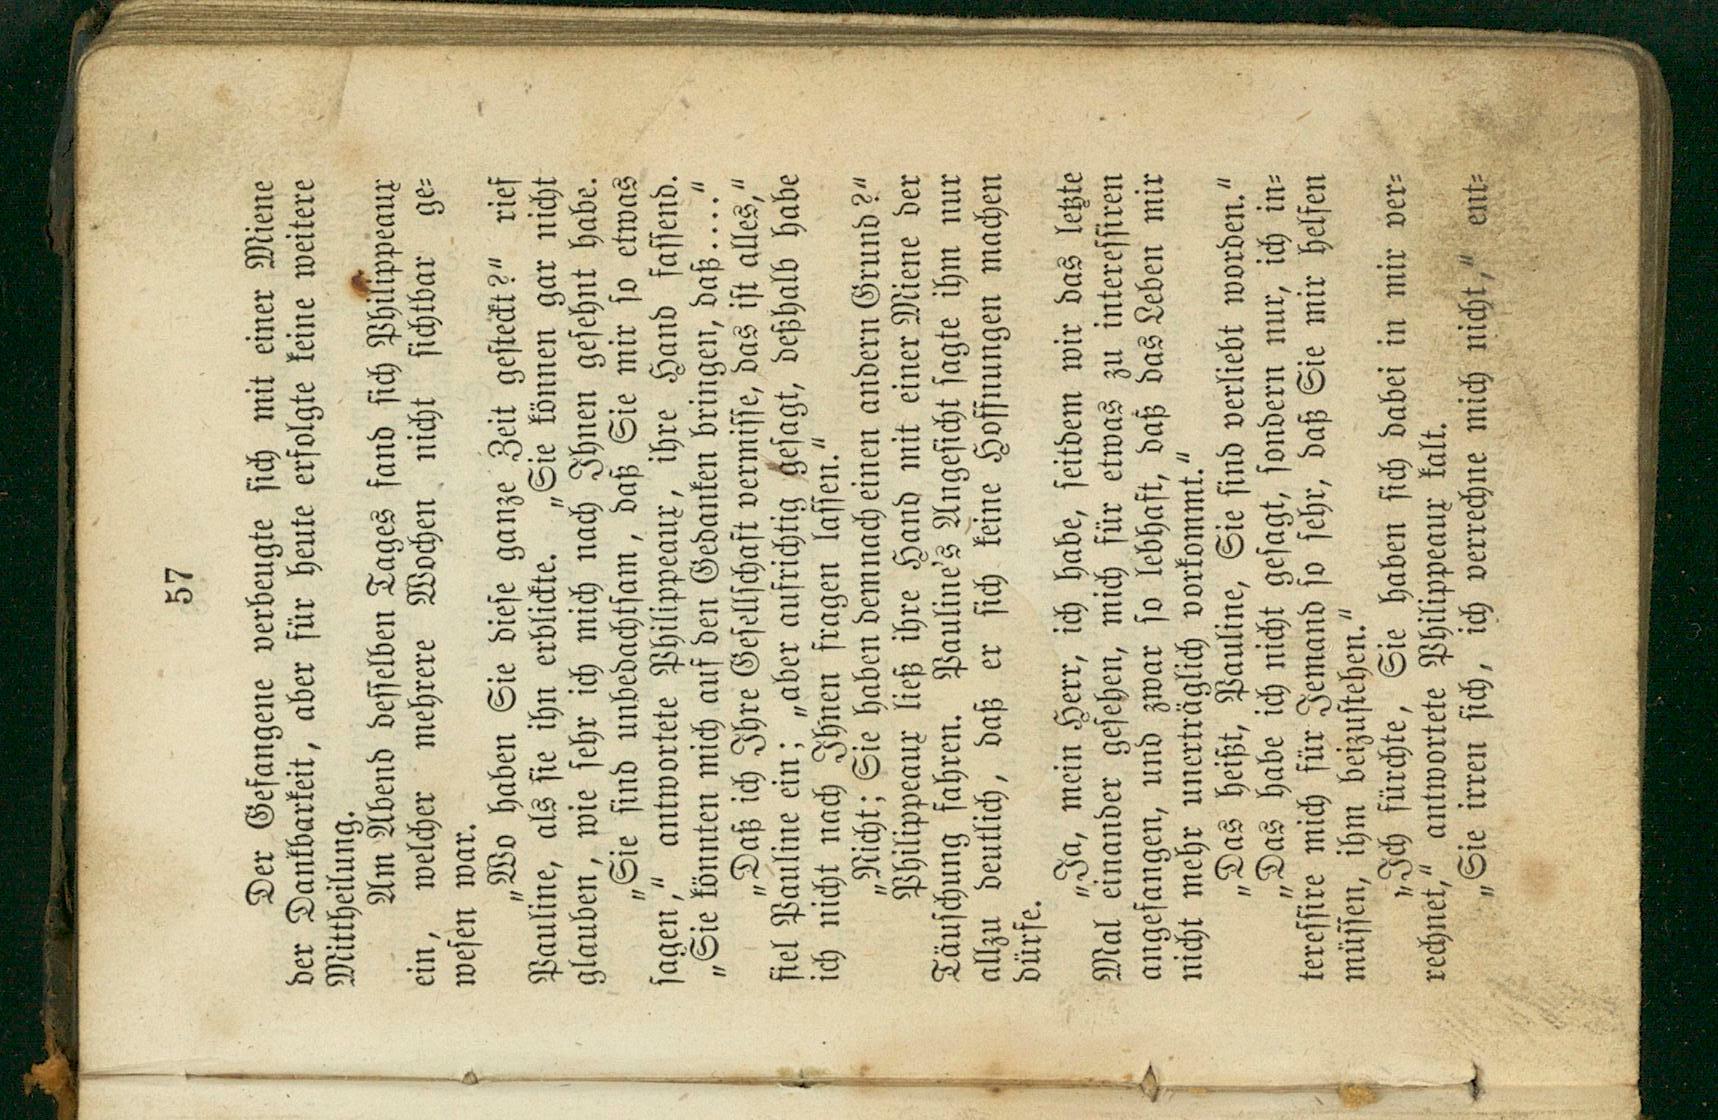 57
Der Gefangene verbeugte sich mit einer Miene
der Dankbarkeit, aber für heute erfolgte keine weitere
Mittheilung.
Am Abend desselben Tages fand sich Philippeaux
ein, welcher mehrere Wochen nicht sichtbar ge=
wesen war.
„Wo haben Sie diese ganze Zeit gesteckt?“ rief
Pauline, als sie ihn erblickte. „Sie können gar nicht
glauben, wie sehr ich mich nach Ihnen gesehnt habe.
„Sie sind unbedachtsam, daß Sie mir so etwas
sagen,“ antwortete Philippeaux, ihre Hand fassend.
„Sie könnten mich auf den Gedanken bringen, daß....“
„Daß ich Ihre Gesellschaft vermisse, das ist alles,“
fiel Pauline ein; „aber aufrichtig gesagt, deßhalb habe
ich nicht nach Ihnen fragen lassen.“
„Nicht; Sie haben demnach einen andern Grund?“
Philippeaux ließ ihre Hand mit einer Miene der
Täuschung fahren. Pauline's Angesicht sagte ihm nur
allzu deutlich, daß er sich keine Hoffnungen machen
dürfe.
„Ja, mein Herr, ich habe, seitdem wir das letzte
Mal einander gesehen, mich für etwas zu interessiren
angefangen, und zwar so lebhaft, daß das Leben mir
nicht mehr unerträglich vorkommt.“
„Das heißt, Pauline, Sie sind verliebt worden.“
„Das habe ich nicht gesagt, sondern nur, ich in=
teressire mich für Jemand so sehr, daß Sie mir helfen
müssen, ihm beizustehen.“
„Ich fürchte, Sie haben sich dabei in mir ver=
rechnet,“ antwortete Philippeaux kalt.
„Sie irren sich, ich verrechne mich nicht,“ ent=